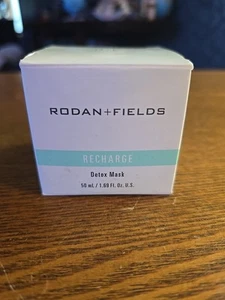 RODAN+FIELDS
RECHARGE
Detox Mask
50 mL / 1.69 Fl. Oz. U.S.